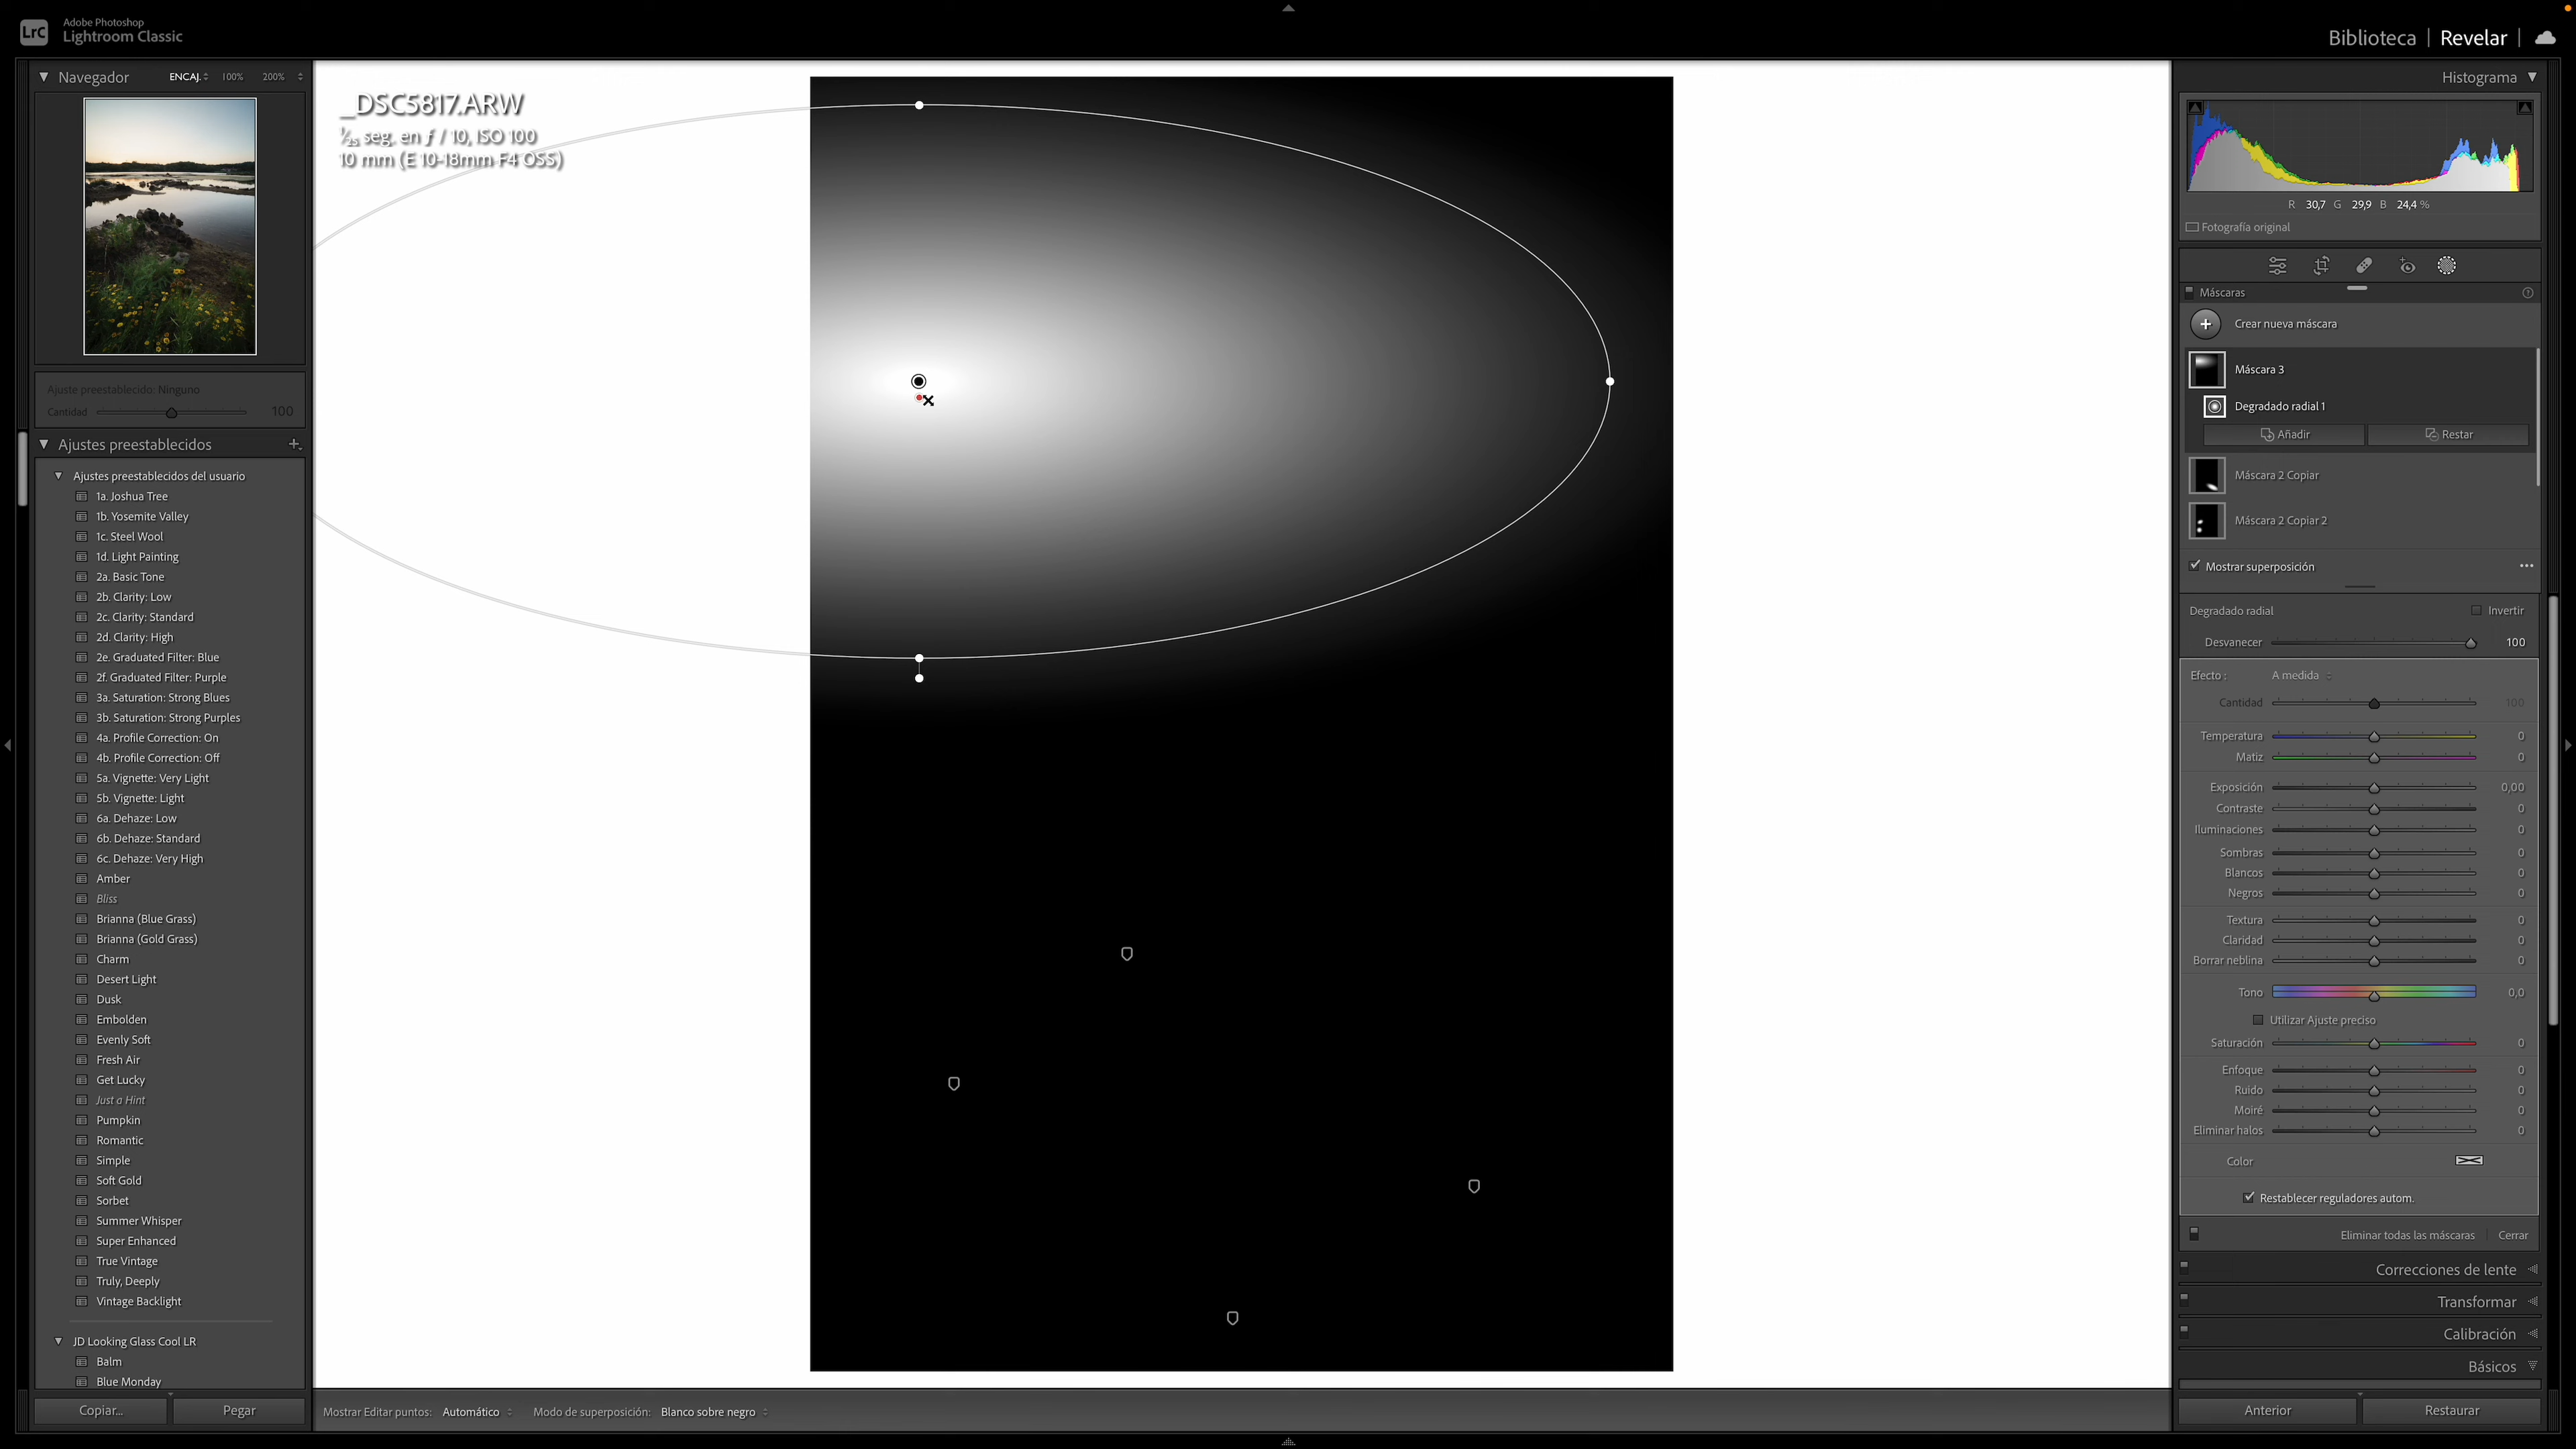 LrC
Adobe Photoshop
Lightroom Classic
Biblioteca | Revelar
Navegador ENCAJ. 100% 200%
Ajuste preestablecido: Ninguno
Cantidad 100
Ajustes preestablecidos
Ajustes preestablecidos del usuario
1a. Joshua Tree
1b. Yosemite Valley
1c. Steel Wool
1d. Light Painting
2a. Basic Tone
2b. Clarity: Low
2c. Clarity: Standard
2d. Clarity: High
2e. Graduated Filter: Blue
2f. Graduated Filter: Purple
3a. Saturation: Strong Blues
3b. Saturation: Strong Purples
4a. Profile Correction: On
4b. Profile Correction: Off
5a. Vignette: Very Light
5b. Vignette: Light
6a. Dehaze: Low
6b. Dehaze: Standard
6c. Dehaze: Very High
Amber
Bliss
Brianna (Blue Grass)
Brianna (Gold Grass)
Charm
Desert Light
Dusk
Embolden
Evenly Soft
Fresh Air
Get Lucky
Just a Hint
Pumpkin
Romantic
Simple
Soft Gold
Sorbet
Summer Whisper
Super Enhanced
True Vintage
Truly, Deeply
Vintage Backlight
JD Looking Glass Cool LR
Balm
Blue Monday
Copiar... Pegar
_DSC5817.ARW
1/25 seg. en ƒ / 10, ISO 100
10 mm (E 10-18mm F4 OSS)
Mostrar Editar puntos: Automático Modo de superposición: Blanco sobre negro
Histograma
R 30,7 G 29,9 B 24,4 %
Fotografía original
Máscaras
Crear nueva máscara
Máscara 3
Degradado radial 1
Añadir Restar
Máscara 2 Copiar
Máscara 2 Copiar 2
Mostrar superposición
Degradado radial Invertir
Desvanecer 100
Efecto : A medida
Cantidad 100
Temperatura 0
Matiz 0
Exposición 0,00
Contraste 0
Iluminaciones 0
Sombras 0
Blancos 0
Negros 0
Textura 0
Claridad 0
Borrar neblina 0
Tono 0,0
Utilizar Ajuste preciso
Saturación 0
Enfoque 0
Ruido 0
Moiré 0
Eliminar halos 0
Color
Restablecer reguladores autom.
Eliminar todas las máscaras Cerrar
Correcciones de lente
Transformar
Calibración
Básicos
Anterior Restaurar